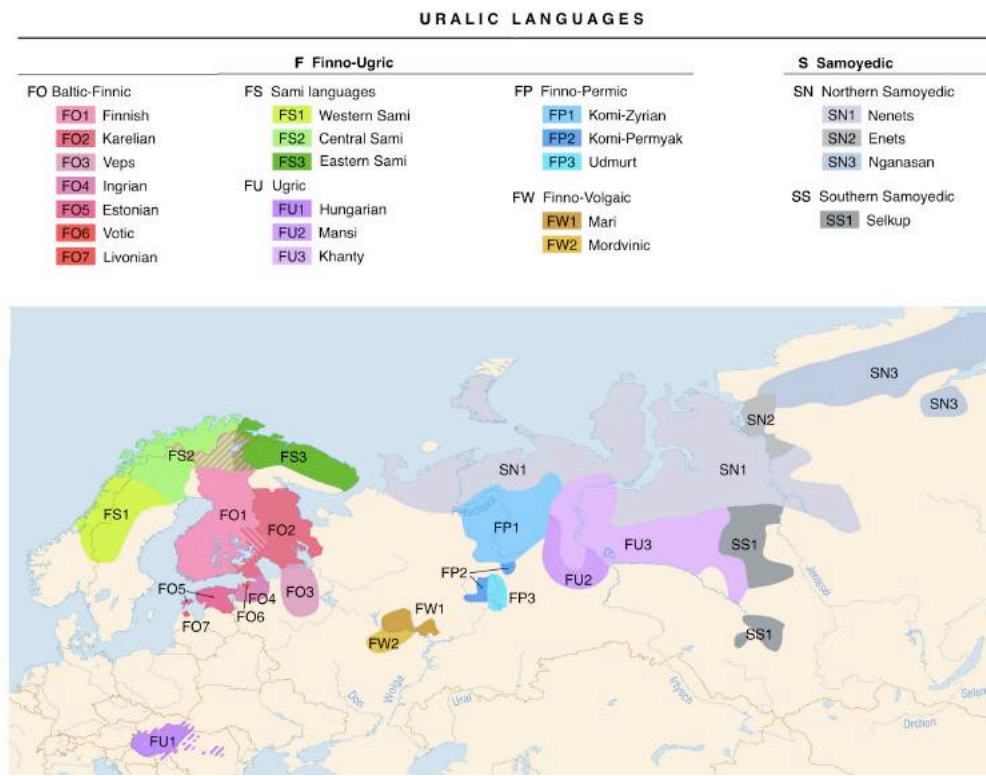 URALIC LANGUAGES
F Finno-Ugric
S Samoyedic
FO Baltic-Finnic
FO1 Finnish
FO2 Karelian
FO3 Veps
FO4 Ingrian
FO5 Estonian
FO6 Votic
FO7 Livonian
FS Sami languages
FS1 Western Sami
FS2 Central Sami
FS3 Eastern Sami
FU Ugric
FU1 Hungarian
FU2 Mansi
FU3 Khanty
FP Finno-Permic
FP1 Komi-Zyrian
FP2 Komi-Permyak
FP3 Udmurt
FW Finno-Volgaic
FW1 Mari
FW2 Mordvinic
SN Northern Samoyedic
SN1 Nenets
SN2 Enets
SN3 Nganasan
SS Southern Samoyedic
SS1 Selkup
SN3
SN3
SN2
FS2
FS3
SN1
SN1
Petschora
FS1
FO1
FO2
FP1
FU3
SS1
Ob
Jenissei
FP2
FU2
FO5
FO4
FO3
FP3
FO6
FO7
FW1
FW2
SS1
Don
Wolga
Ural
Irtysch
Selen
Orchon
FU1